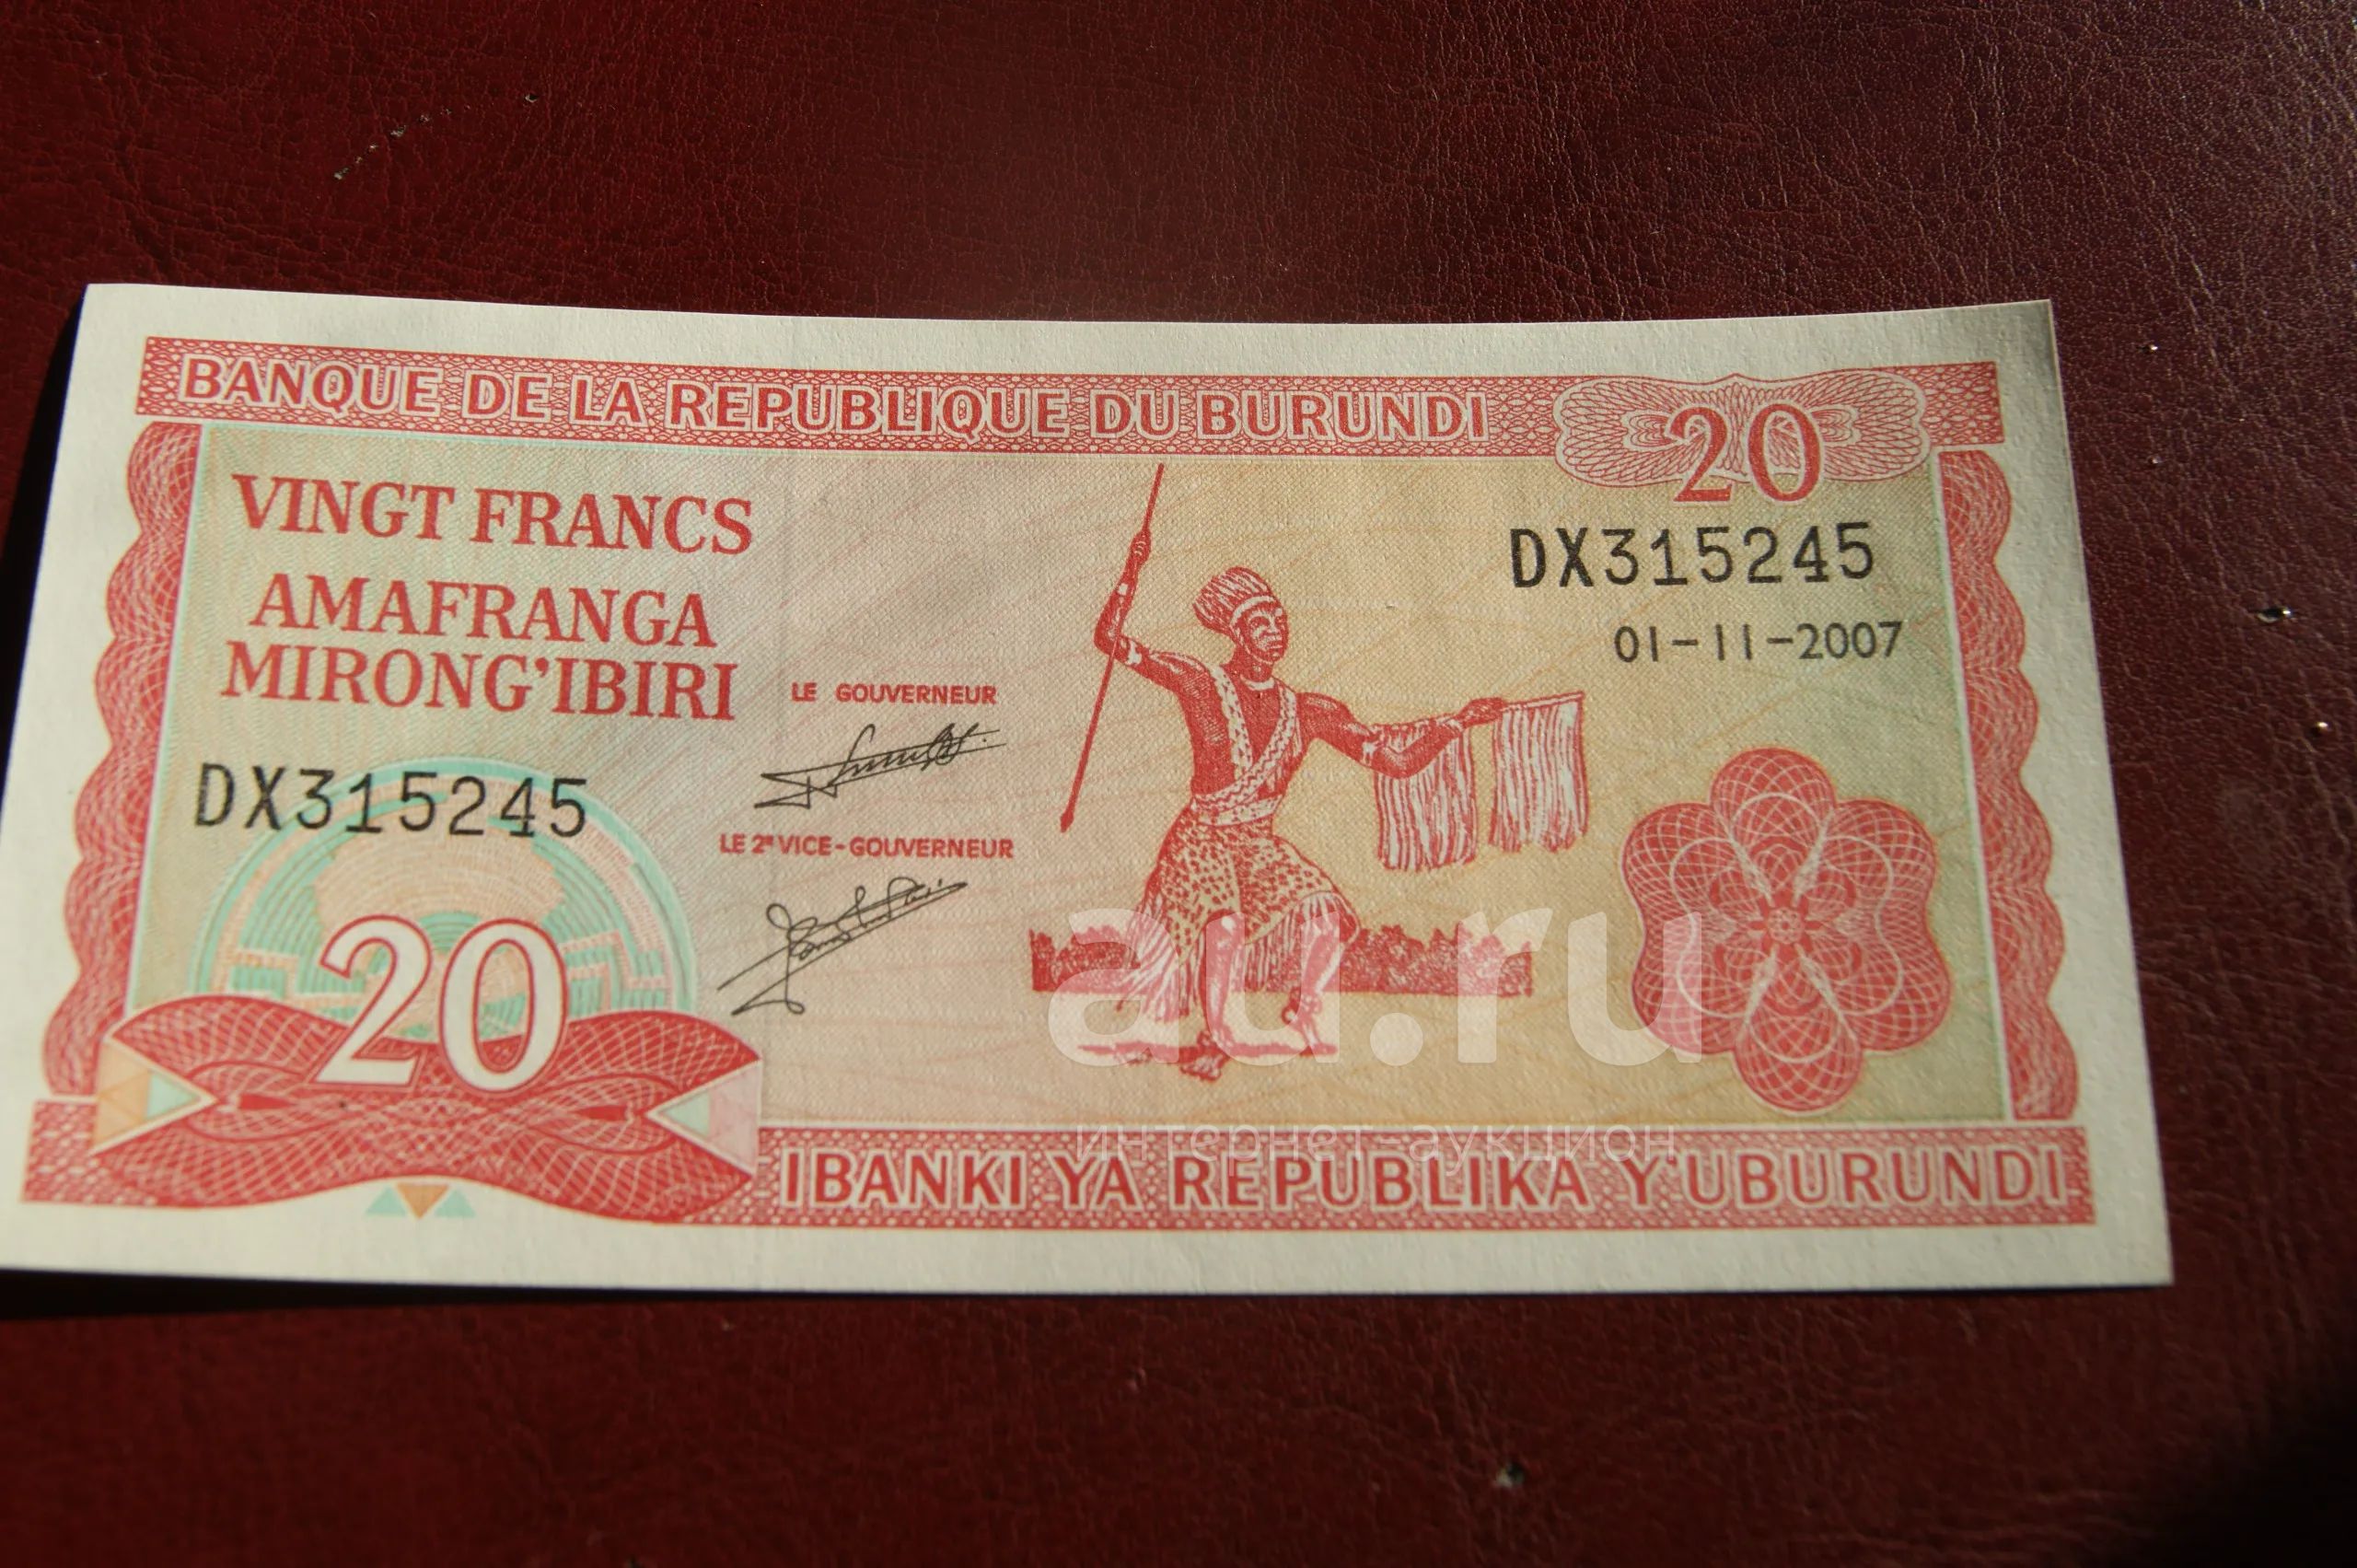 BANQUE DE LA REPUBLIQUE DU BURUNDI
20
VINGT FRANCS
AMAFRANGA
MIRONG'IBIRI
DX315245
01-11-2007
LE GOUVERNEUR
DX315245
LE 2ᵉ VICE-GOUVERNEUR
20
au.ru
интернет-аукцион
IBANKI YA REPUBLIKA Y'UBURUNDI